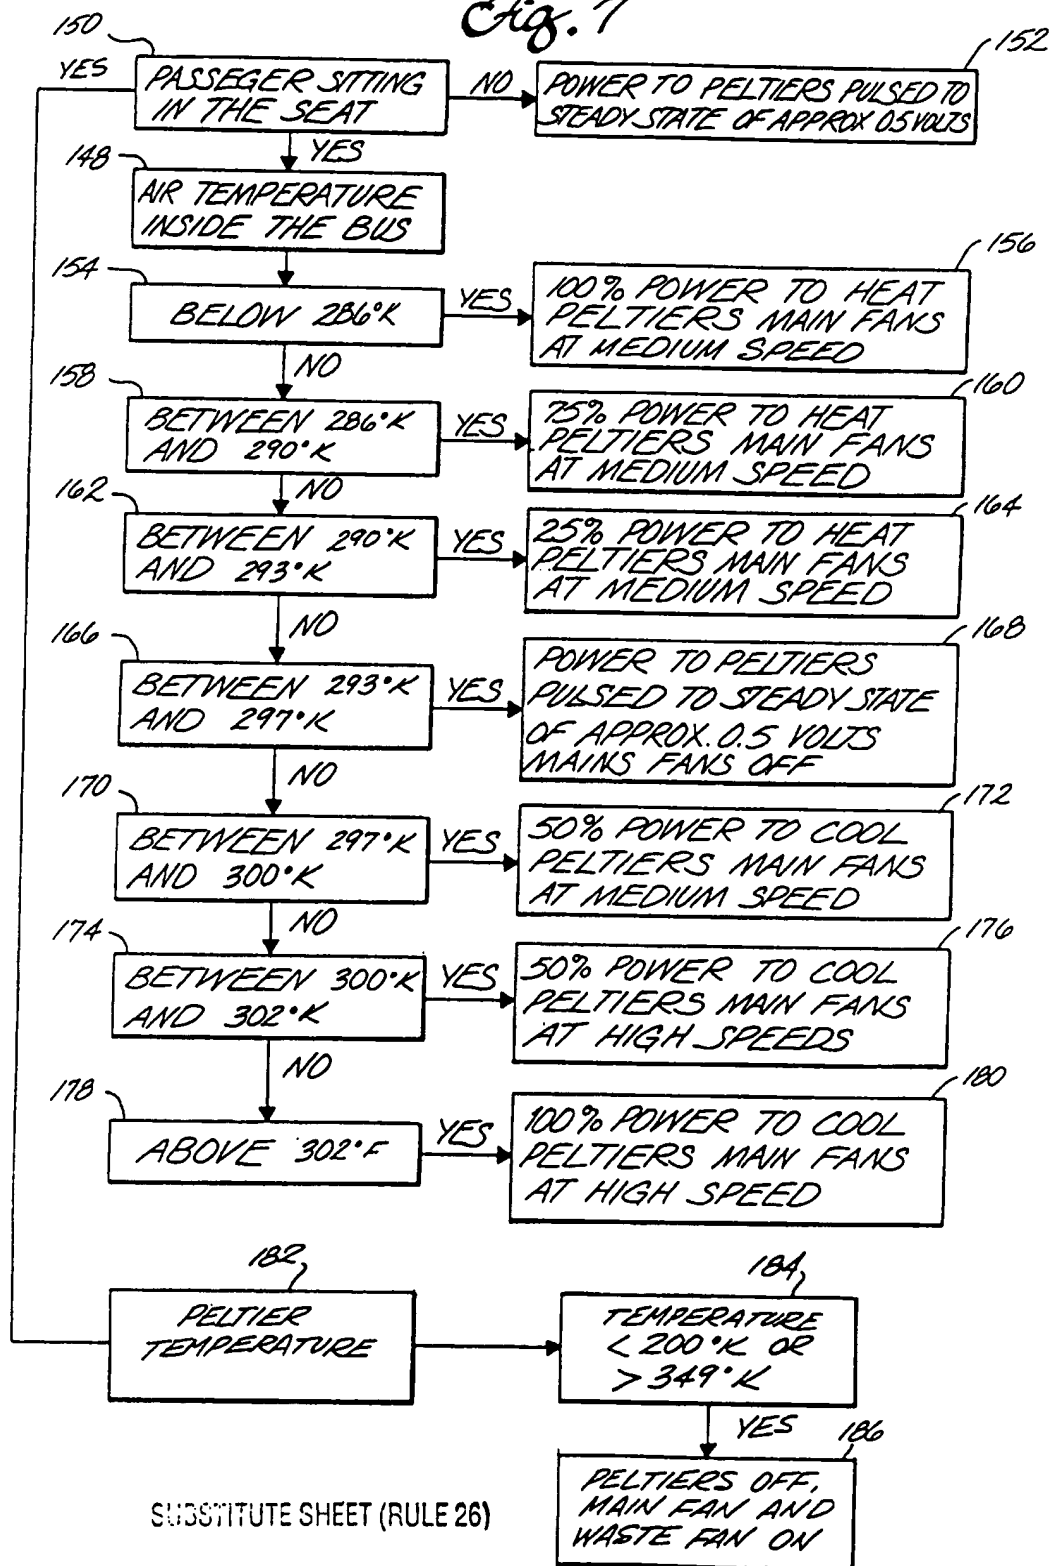 Fig. 7
150
152
YES
PASSEGER SITTING
IN THE SEAT
NO
POWER TO PELTIERS PULSED TO
STEADY STATE OF APPROX 0.5 VOLTS
YES
148
AIR TEMPERATURE
INSIDE THE BUS
154
156
BELOW 286°K
YES
100% POWER TO HEAT
PELTIERS MAIN FANS
AT MEDIUM SPEED
NO
158
160
BETWEEN 286°K
AND 290°K
YES
75% POWER TO HEAT
PELTIERS MAIN FANS
AT MEDIUM SPEED
NO
162
164
BETWEEN 290°K
AND 293°K
YES
25% POWER TO HEAT
PELTIERS MAIN FANS
AT MEDIUM SPEED
NO
166
168
BETWEEN 293°K
AND 297°K
YES
POWER TO PELTIERS
PULSED TO STEADY STATE
OF APPROX. 0.5 VOLTS
MAINS FANS OFF
NO
170
172
BETWEEN 297°K
AND 300°K
YES
50% POWER TO COOL
PELTIERS MAIN FANS
AT MEDIUM SPEED
NO
174
176
BETWEEN 300°K
AND 302°K
YES
50% POWER TO COOL
PELTIERS MAIN FANS
AT HIGH SPEEDS
NO
178
180
ABOVE 302°F
YES
100% POWER TO COOL
PELTIERS MAIN FANS
AT HIGH SPEED
182
184
PELTIER
TEMPERATURE
TEMPERATURE
< 200°K OR
> 349°K
YES
186
PELTIERS OFF,
MAIN FAN AND
WASTE FAN ON
SUBSTITUTE SHEET (RULE 26)